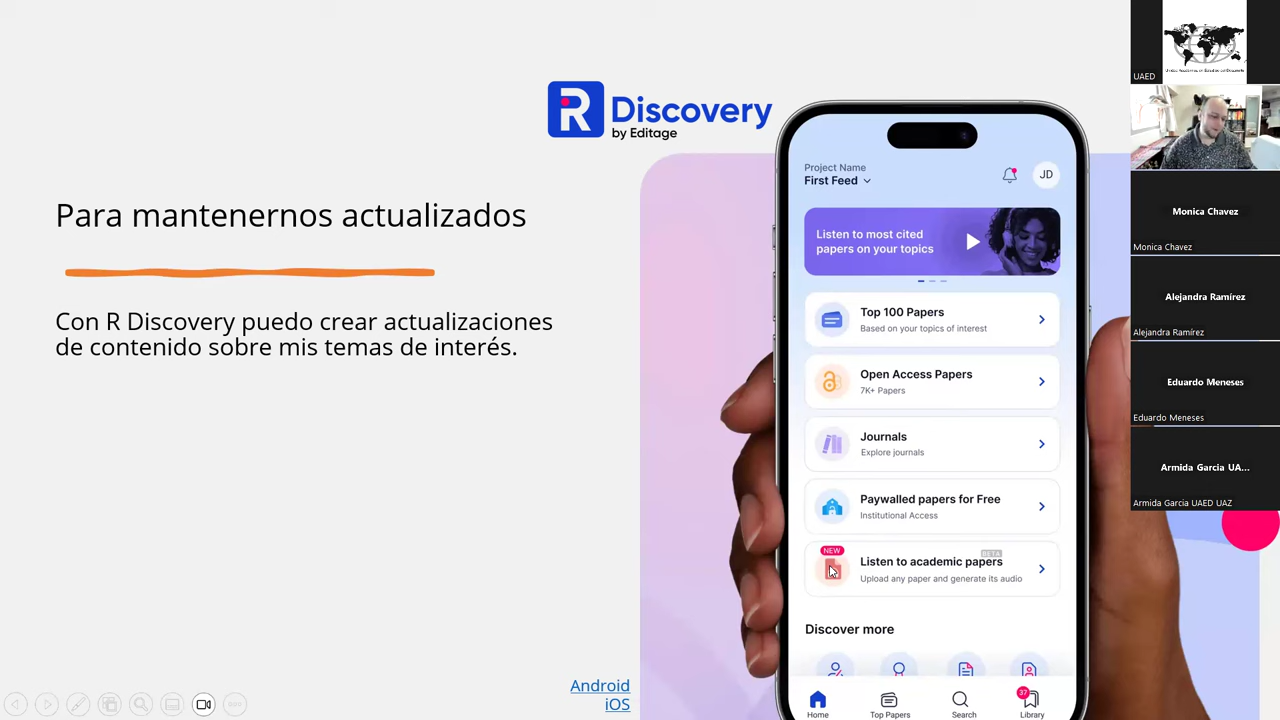 R Discovery
by Editage
Para mantenernos actualizados
Con R Discovery puedo crear actualizaciones
de contenido sobre mis temas de interés.
Android
iOS
Project Name
First Feed
JD
Listen to most cited
papers on your topics
Top 100 Papers
Based on your topics of interest
Open Access Papers
7K+ Papers
Journals
Explore journals
Paywalled papers for Free
Institutional Access
NEW
BETA
Listen to academic papers
Upload any paper and generate its audio
Discover more
37
Home
Top Papers
Search
Library
UAED
Monica Chavez
Monica Chavez
Alejandra Ramírez
Alejandra Ramírez
Eduardo Meneses
Eduardo Meneses
Armida Garcia UA...
Armida Garcia UAED UAZ